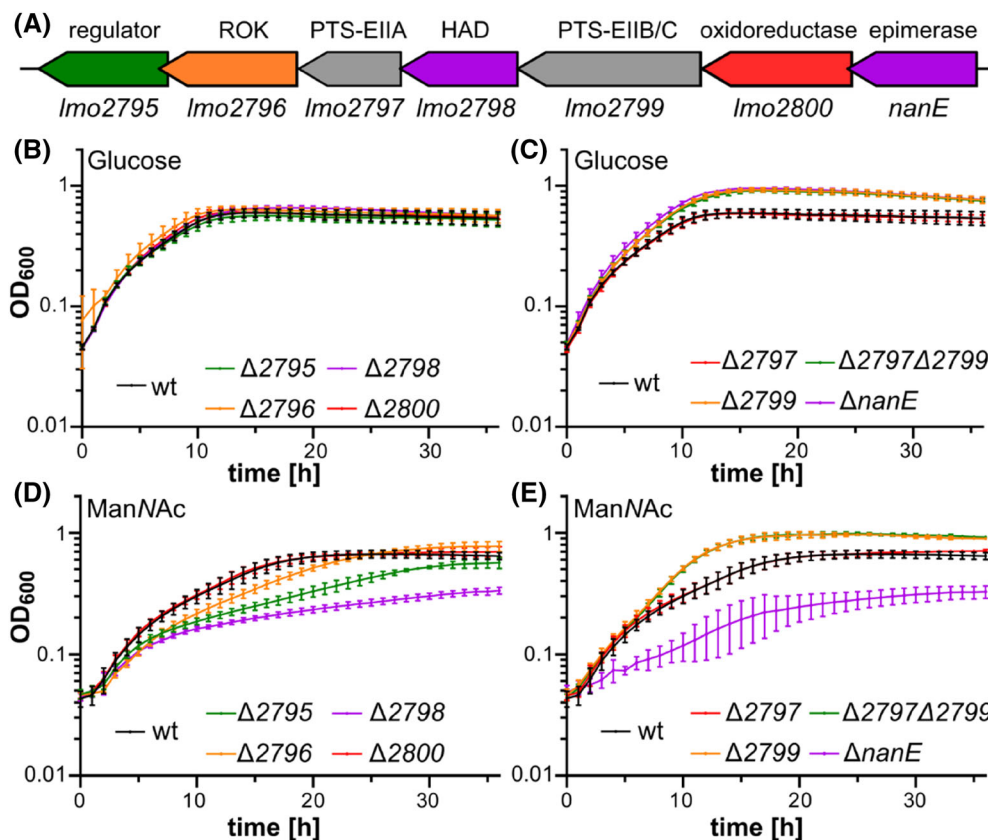 (A)
regulator ROK PTS-EIIA HAD PTS-EIIB/C oxidoreductase epimerase
lmo2795 lmo2796 lmo2797 lmo2798 lmo2799 lmo2800 nanE
(B) Glucose
OD600
1
0.1
0.01
wt Δ2795 Δ2798
Δ2796 Δ2800
0 10 20 30
time [h]
(C) Glucose
OD600
1
0.1
0.01
wt Δ2797 Δ2797Δ2799
Δ2799 ΔnanE
0 10 20 30
time [h]
(D) ManNAc
OD600
1
0.1
0.01
wt Δ2795 Δ2798
Δ2796 Δ2800
0 10 20 30
time [h]
(E) ManNAc
OD600
1
0.1
0.01
wt Δ2797 Δ2797Δ2799
Δ2799 ΔnanE
0 10 20 30
time [h]